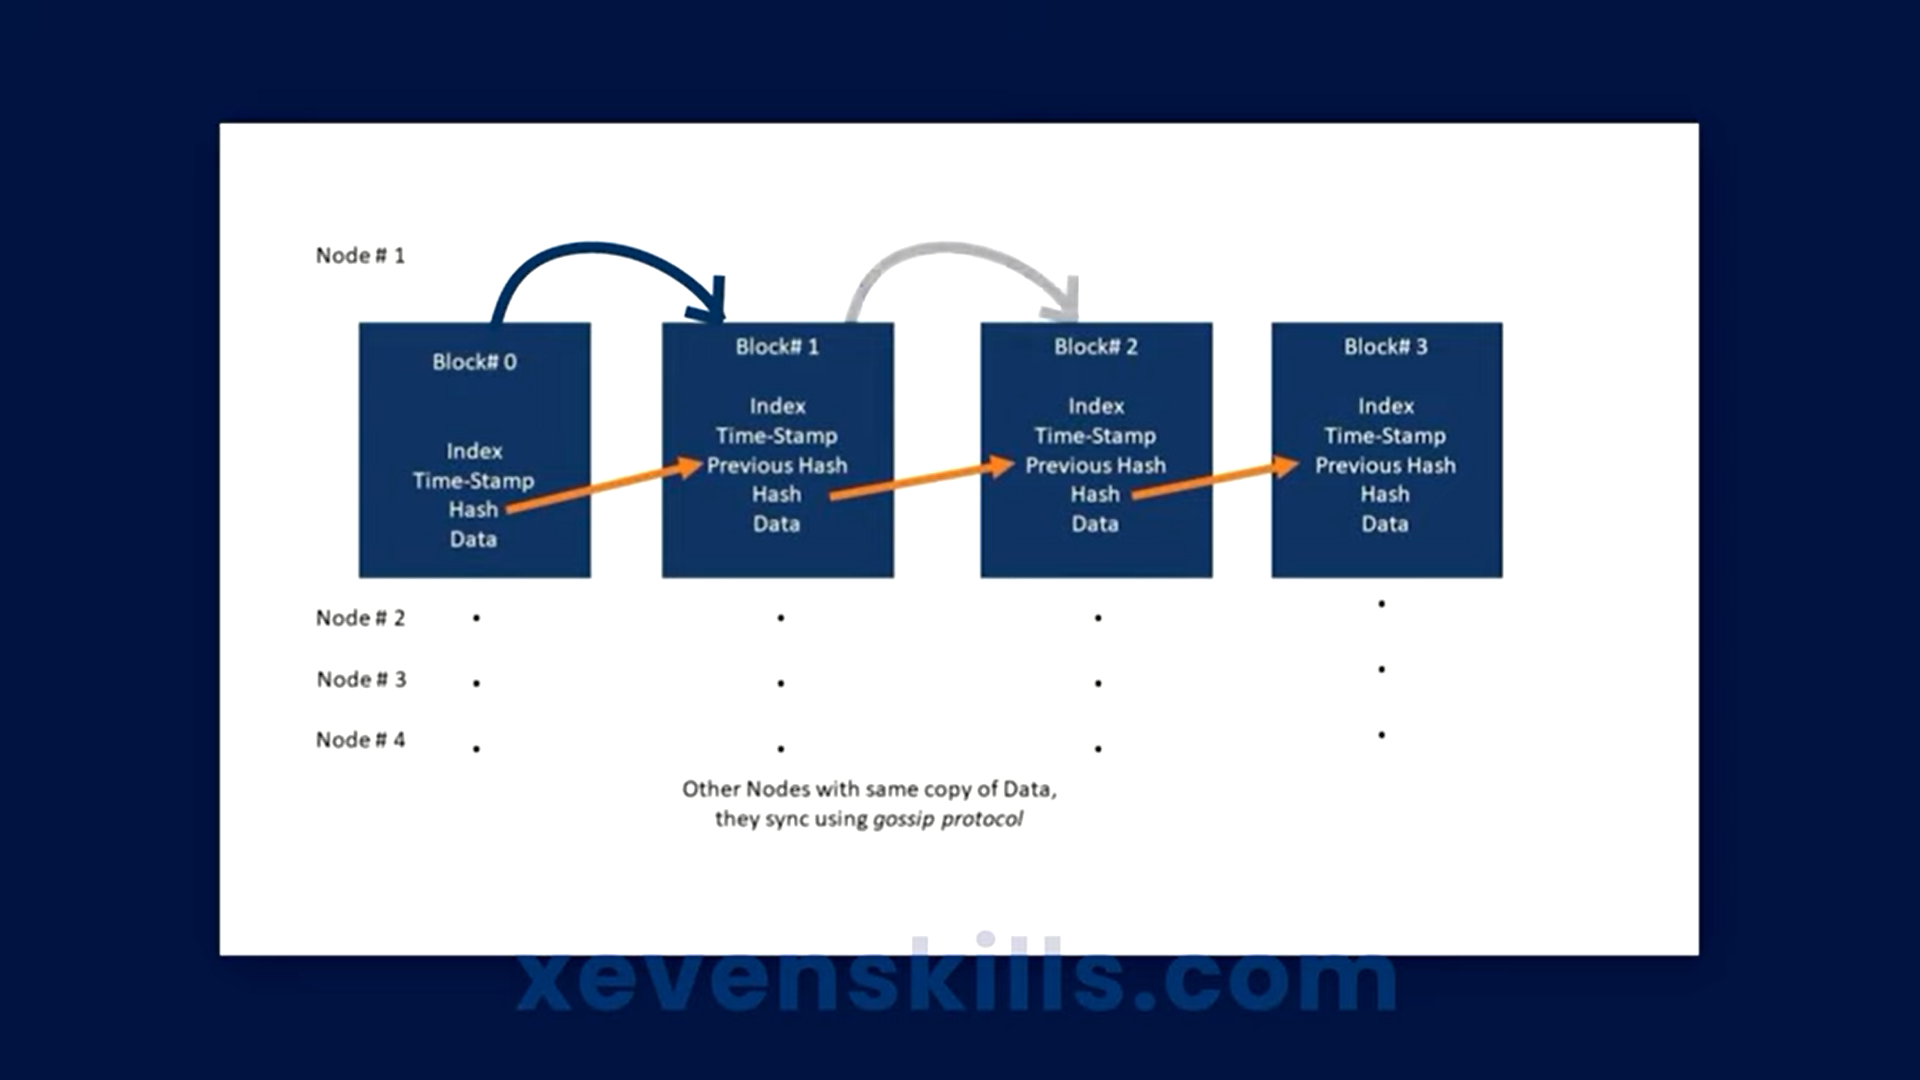 Node # 1
Block# 0
Index
Time-Stamp
Hash
Data
Block# 1
Index
Time-Stamp
Previous Hash
Hash
Data
Block# 2
Index
Time-Stamp
Previous Hash
Hash
Data
Block# 3
Index
Time-Stamp
Previous Hash
Hash
Data
Node # 2
Node # 3
Node # 4
Other Nodes with same copy of Data,
they sync using gossip protocol
xevenskills.com